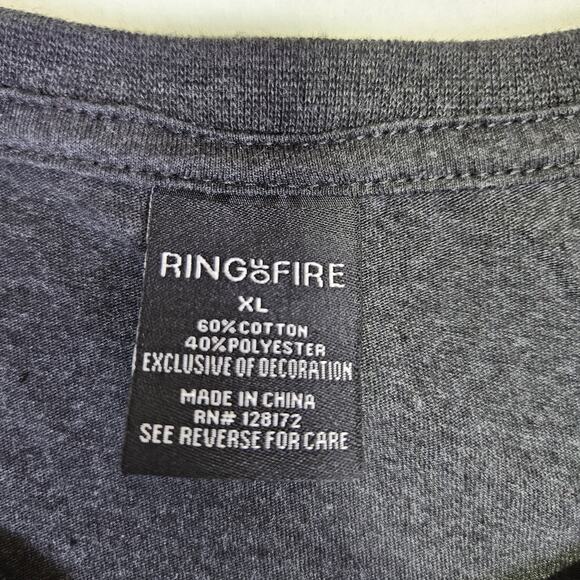 RING OF FIRE
XL
60% COTTON
40% POLYESTER
EXCLUSIVE OF DECORATION
MADE IN CHINA
RN# 128172
SEE REVERSE FOR CARE